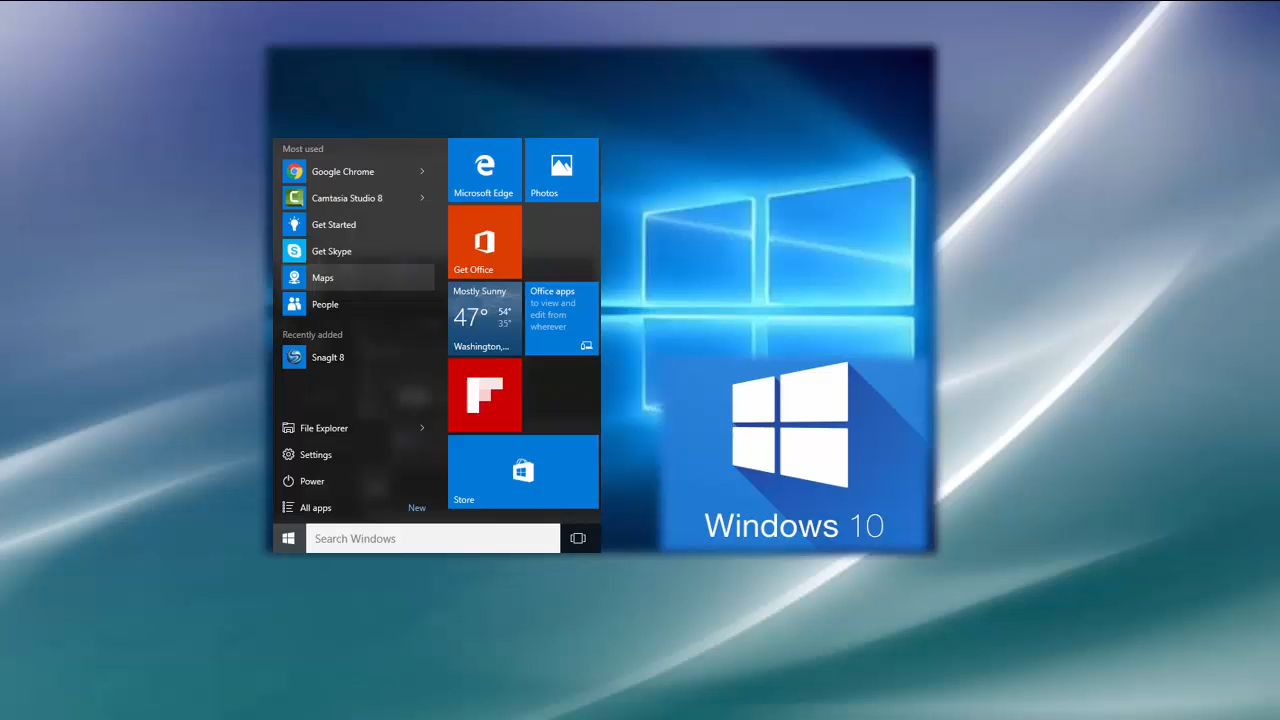 Most used
Google Chrome
Camtasia Studio 8
Get Started
Get Skype
Maps
People
Recently added
SnagIt 8
File Explorer
Settings
Power
All apps New
Search Windows
Microsoft Edge
Photos
Get Office
Mostly Sunny
47° 54°
35°
Washington,...
Office apps
to view and
edit from
wherever
Store
Windows 10